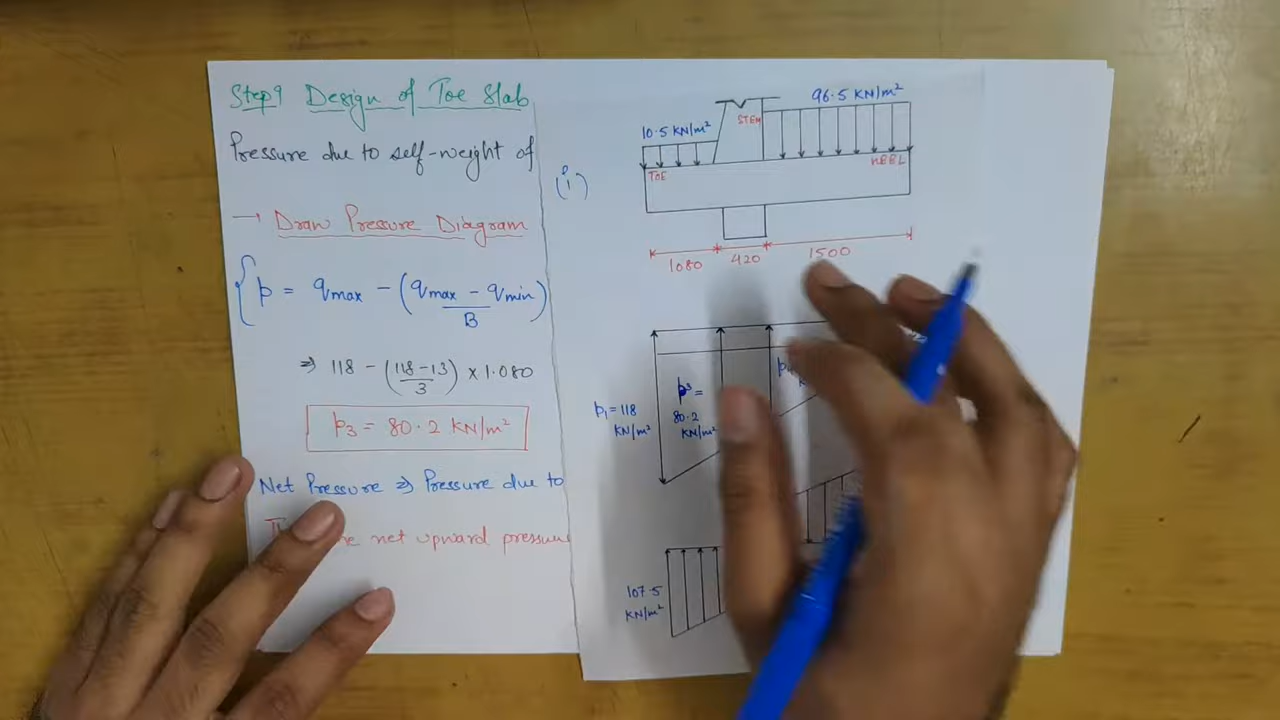 Step 9 Design of Toe Slab
Pressure due to self-weight of
→ Draw Pressure Diagram
p = qmax - (qmax - qmin)
B
⇒ 118 - (118-13) × 1.080
3
p3 = 80.2 KN/m²
Net Pressure ⇒ Pressure due to
net upward pressure
(i)
96.5 KN/m²
10.5 KN/m²
STEM
TOE
HEEL
1080 420 1500
p1 = 118
KN/m²
p3 =
80.2
KN/m²
107.5
KN/m²